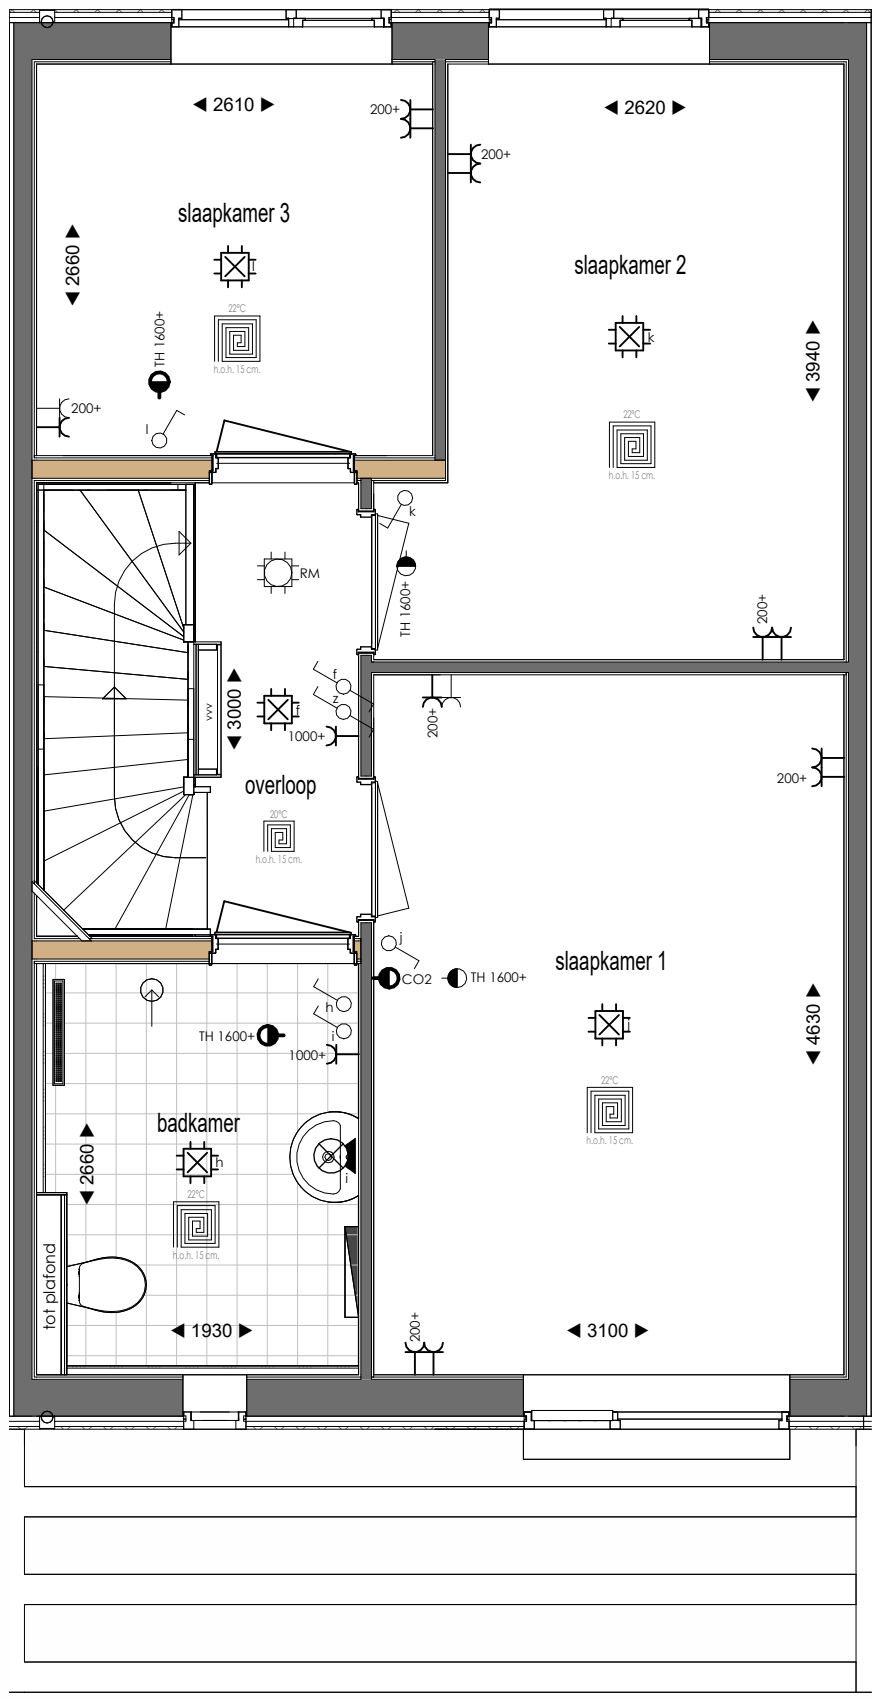 2610
200+
2620
200+
slaapkamer 3
2660
l
slaapkamer 2
k
3940
22°C
h.o.h. 15 cm.
TH 1600+
200+
l
22°C
h.o.h. 15 cm.
k
RM
TH 1600+
200+
f
z
vvv
3000
f
1000+
200+
200+
overloop
20°C
h.o.h. 15 cm.
j
slaapkamer 1
CO2
TH 1600+
h
i
TH 1600+
1000+
j
4630
22°C
h.o.h. 15 cm.
badkamer
2660
h
i
22°C
h.o.h. 15 cm.
tot plafond
1930
200+
3100